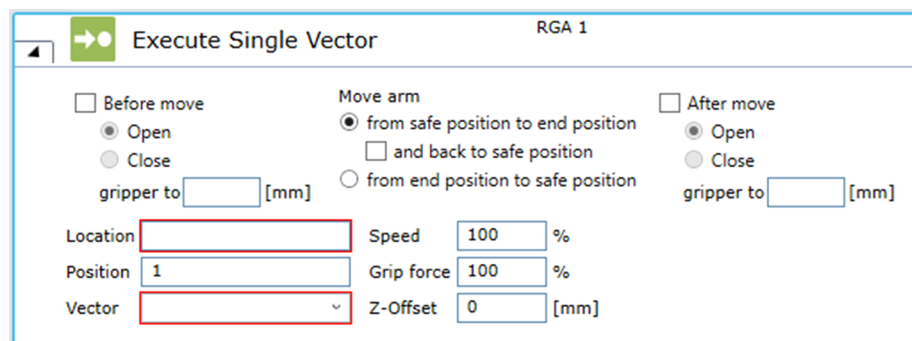 Execute Single Vector
RGA 1
Before move
Open
Close
gripper to [mm]
Move arm
from safe position to end position
and back to safe position
from end position to safe position
After move
Open
Close
gripper to [mm]
Location
Position 1
Vector
Speed 100 %
Grip force 100 %
Z-Offset 0 [mm]